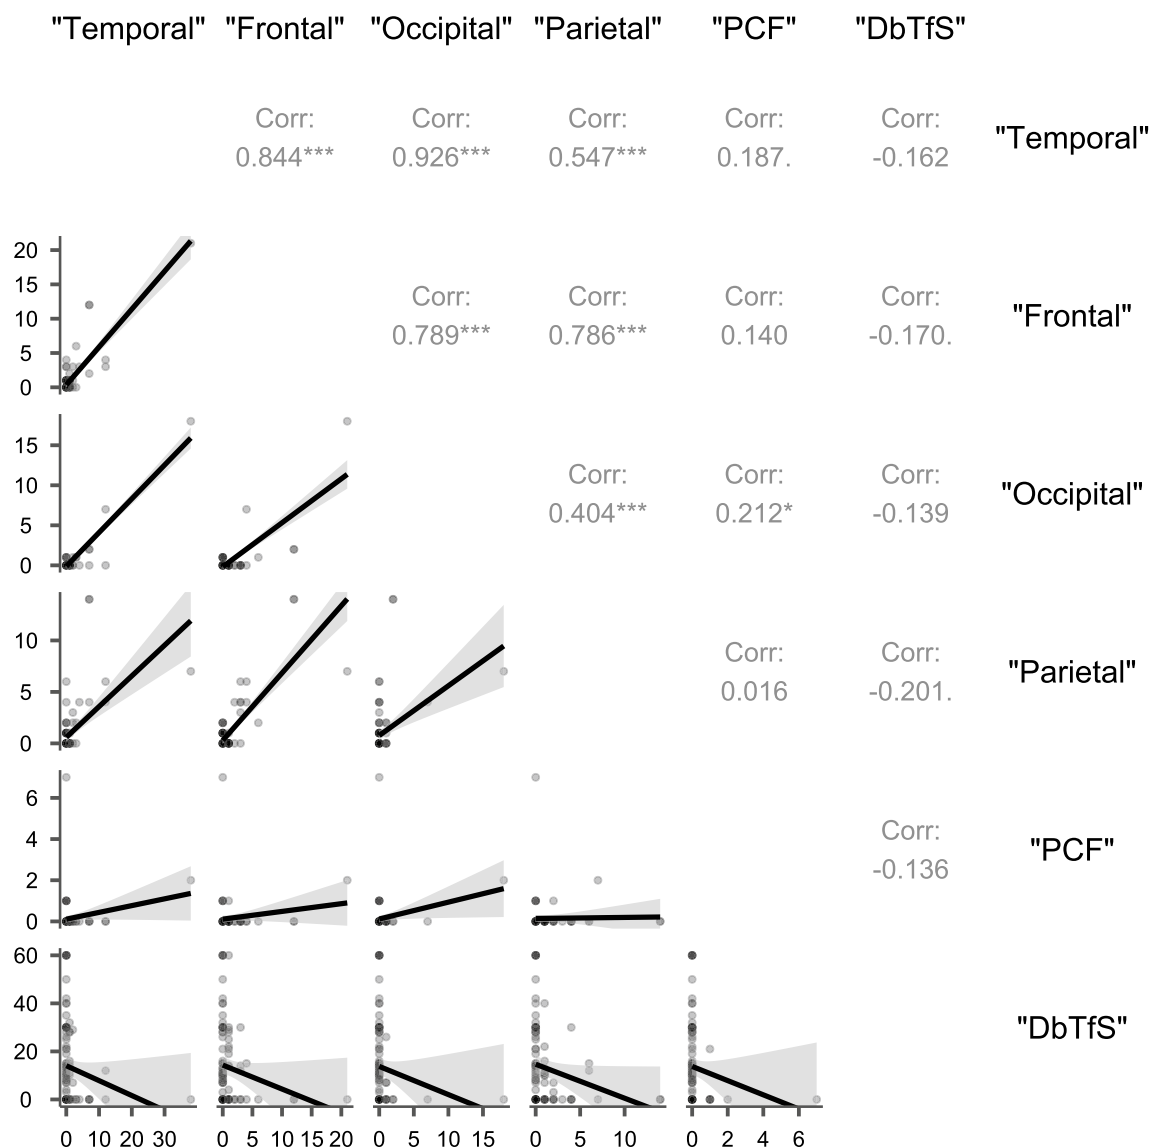 "Temporal" "Frontal" "Occipital" "Parietal" "PCF" "DbTfS"
Corr: Corr: Corr: Corr: Corr:
0.844*** 0.926*** 0.547*** 0.187. -0.162
"Temporal"
20
15
10
5
0
Corr: Corr: Corr: Corr:
0.789*** 0.786*** 0.140 -0.170.
"Frontal"
15
10
5
0
Corr: Corr: Corr:
0.404*** 0.212* -0.139
"Occipital"
10
5
0
Corr: Corr:
0.016 -0.201.
"Parietal"
6
4
2
0
Corr:
-0.136
"PCF"
60
40
20
0
"DbTfS"
0 10 20 30 0 5 10 15 20 0 5 10 15 0 5 10 0 2 4 6